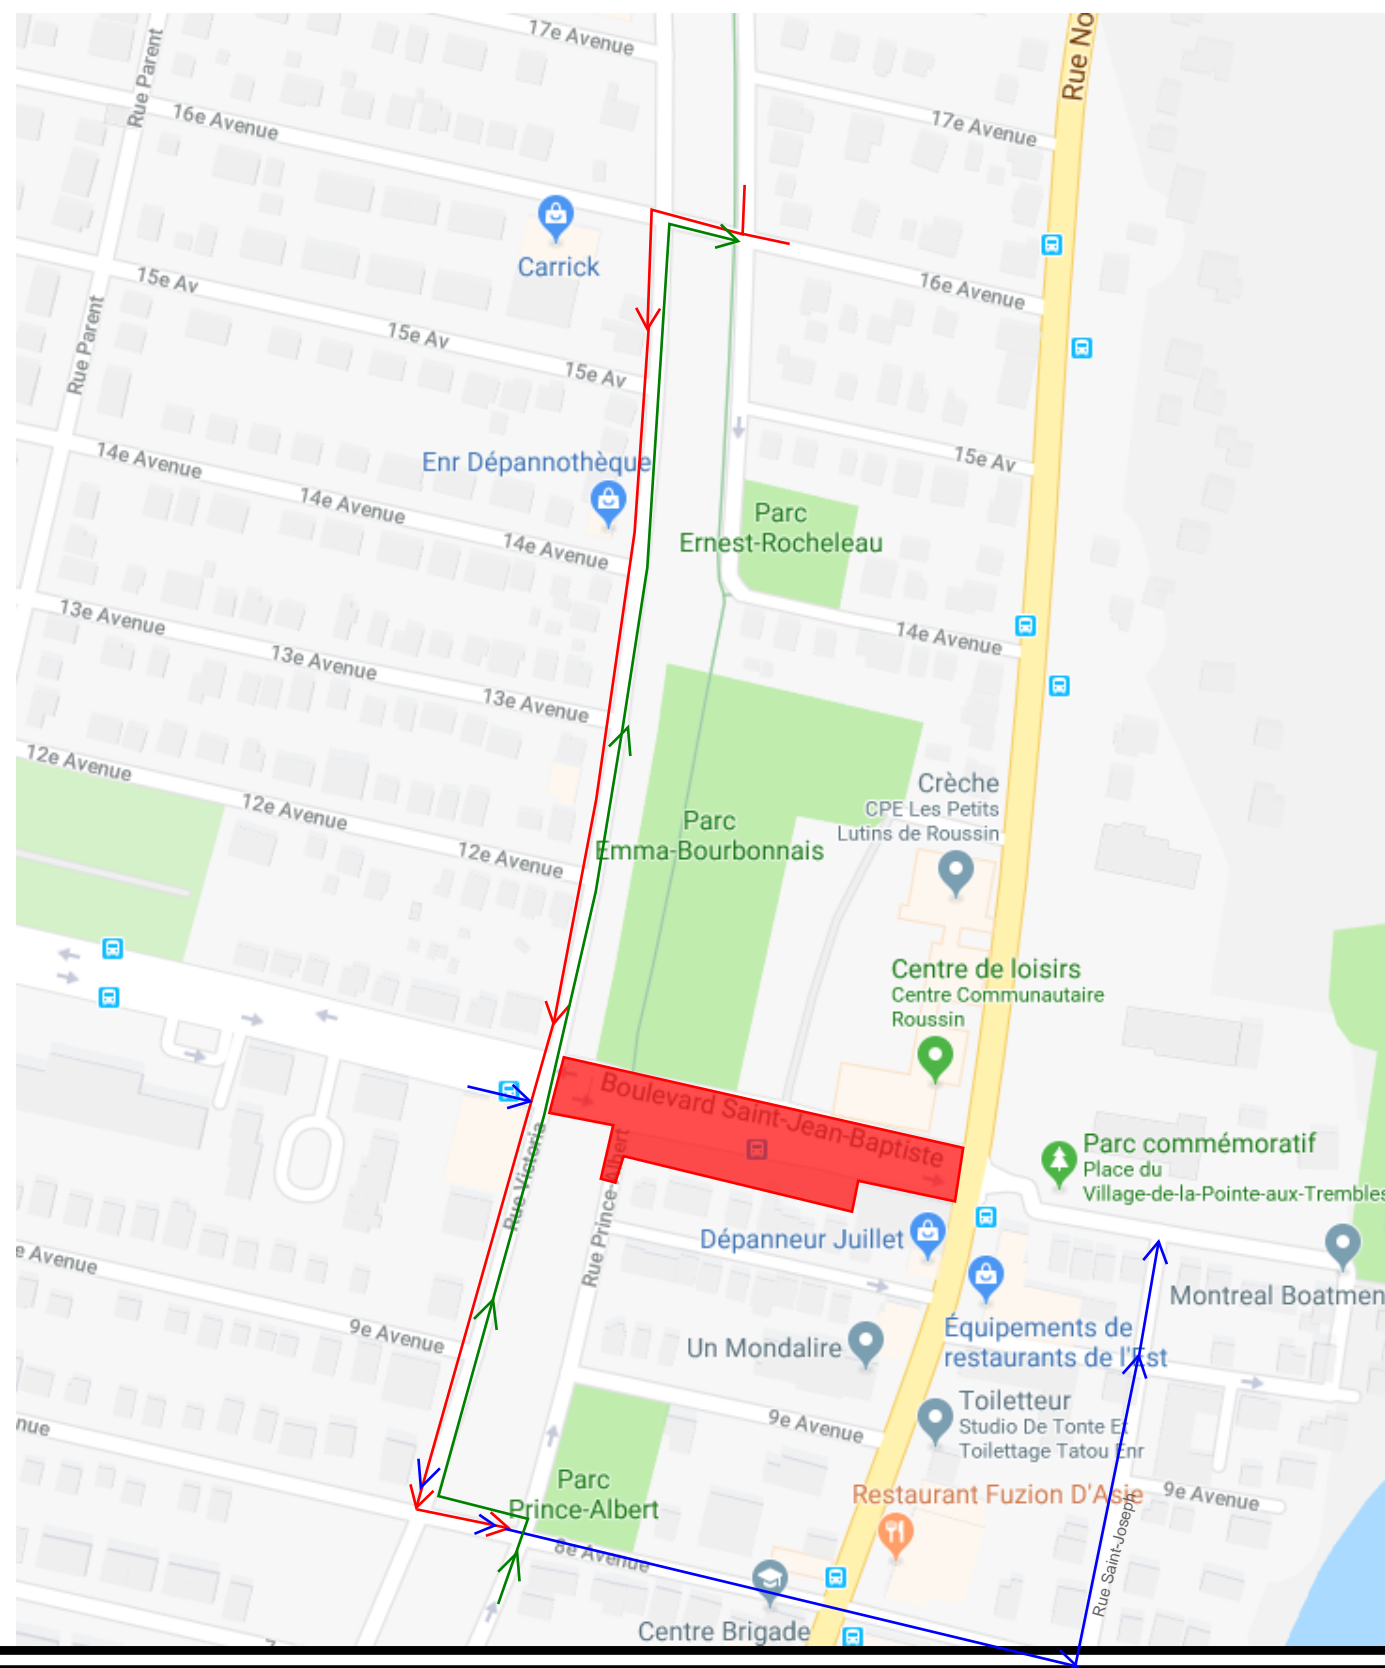 17e Avenue
Rue No
Rue Parent
16e Avenue
17e Avenue
Carrick
15e Av
16e Avenue
Rue Parent
15e Av
15e Av
14e Avenue
Enr Dépannothèque
15e Av
14e Avenue
Parc
Ernest-Rocheleau
14e Avenue
13e Avenue
14e Avenue
13e Avenue
13e Avenue
12e Avenue
12e Avenue
Crèche
CPE Les Petits
Lutins de Roussin
Parc
Emma-Bourbonnais
12e Avenue
Centre de loisirs
Centre Communautaire
Roussin
Boulevard Saint-Jean-Baptiste
Rue Victoria
Rue Prince-Albert
Parc commémoratif
Place du
Village-de-la-Pointe-aux-Trembles
Dépanneur Juillet
e Avenue
Montreal Boatmen
9e Avenue
Un Mondalire
Équipements de
restaurants de l'Est
Toiletteur
Studio De Tonte Et
Toilettage Tatou Enr
9e Avenue
nue
Parc
Prince-Albert
Restaurant Fuzion D'Asie
9e Avenue
8e Avenue
Rue Saint-Joseph
Centre Brigade